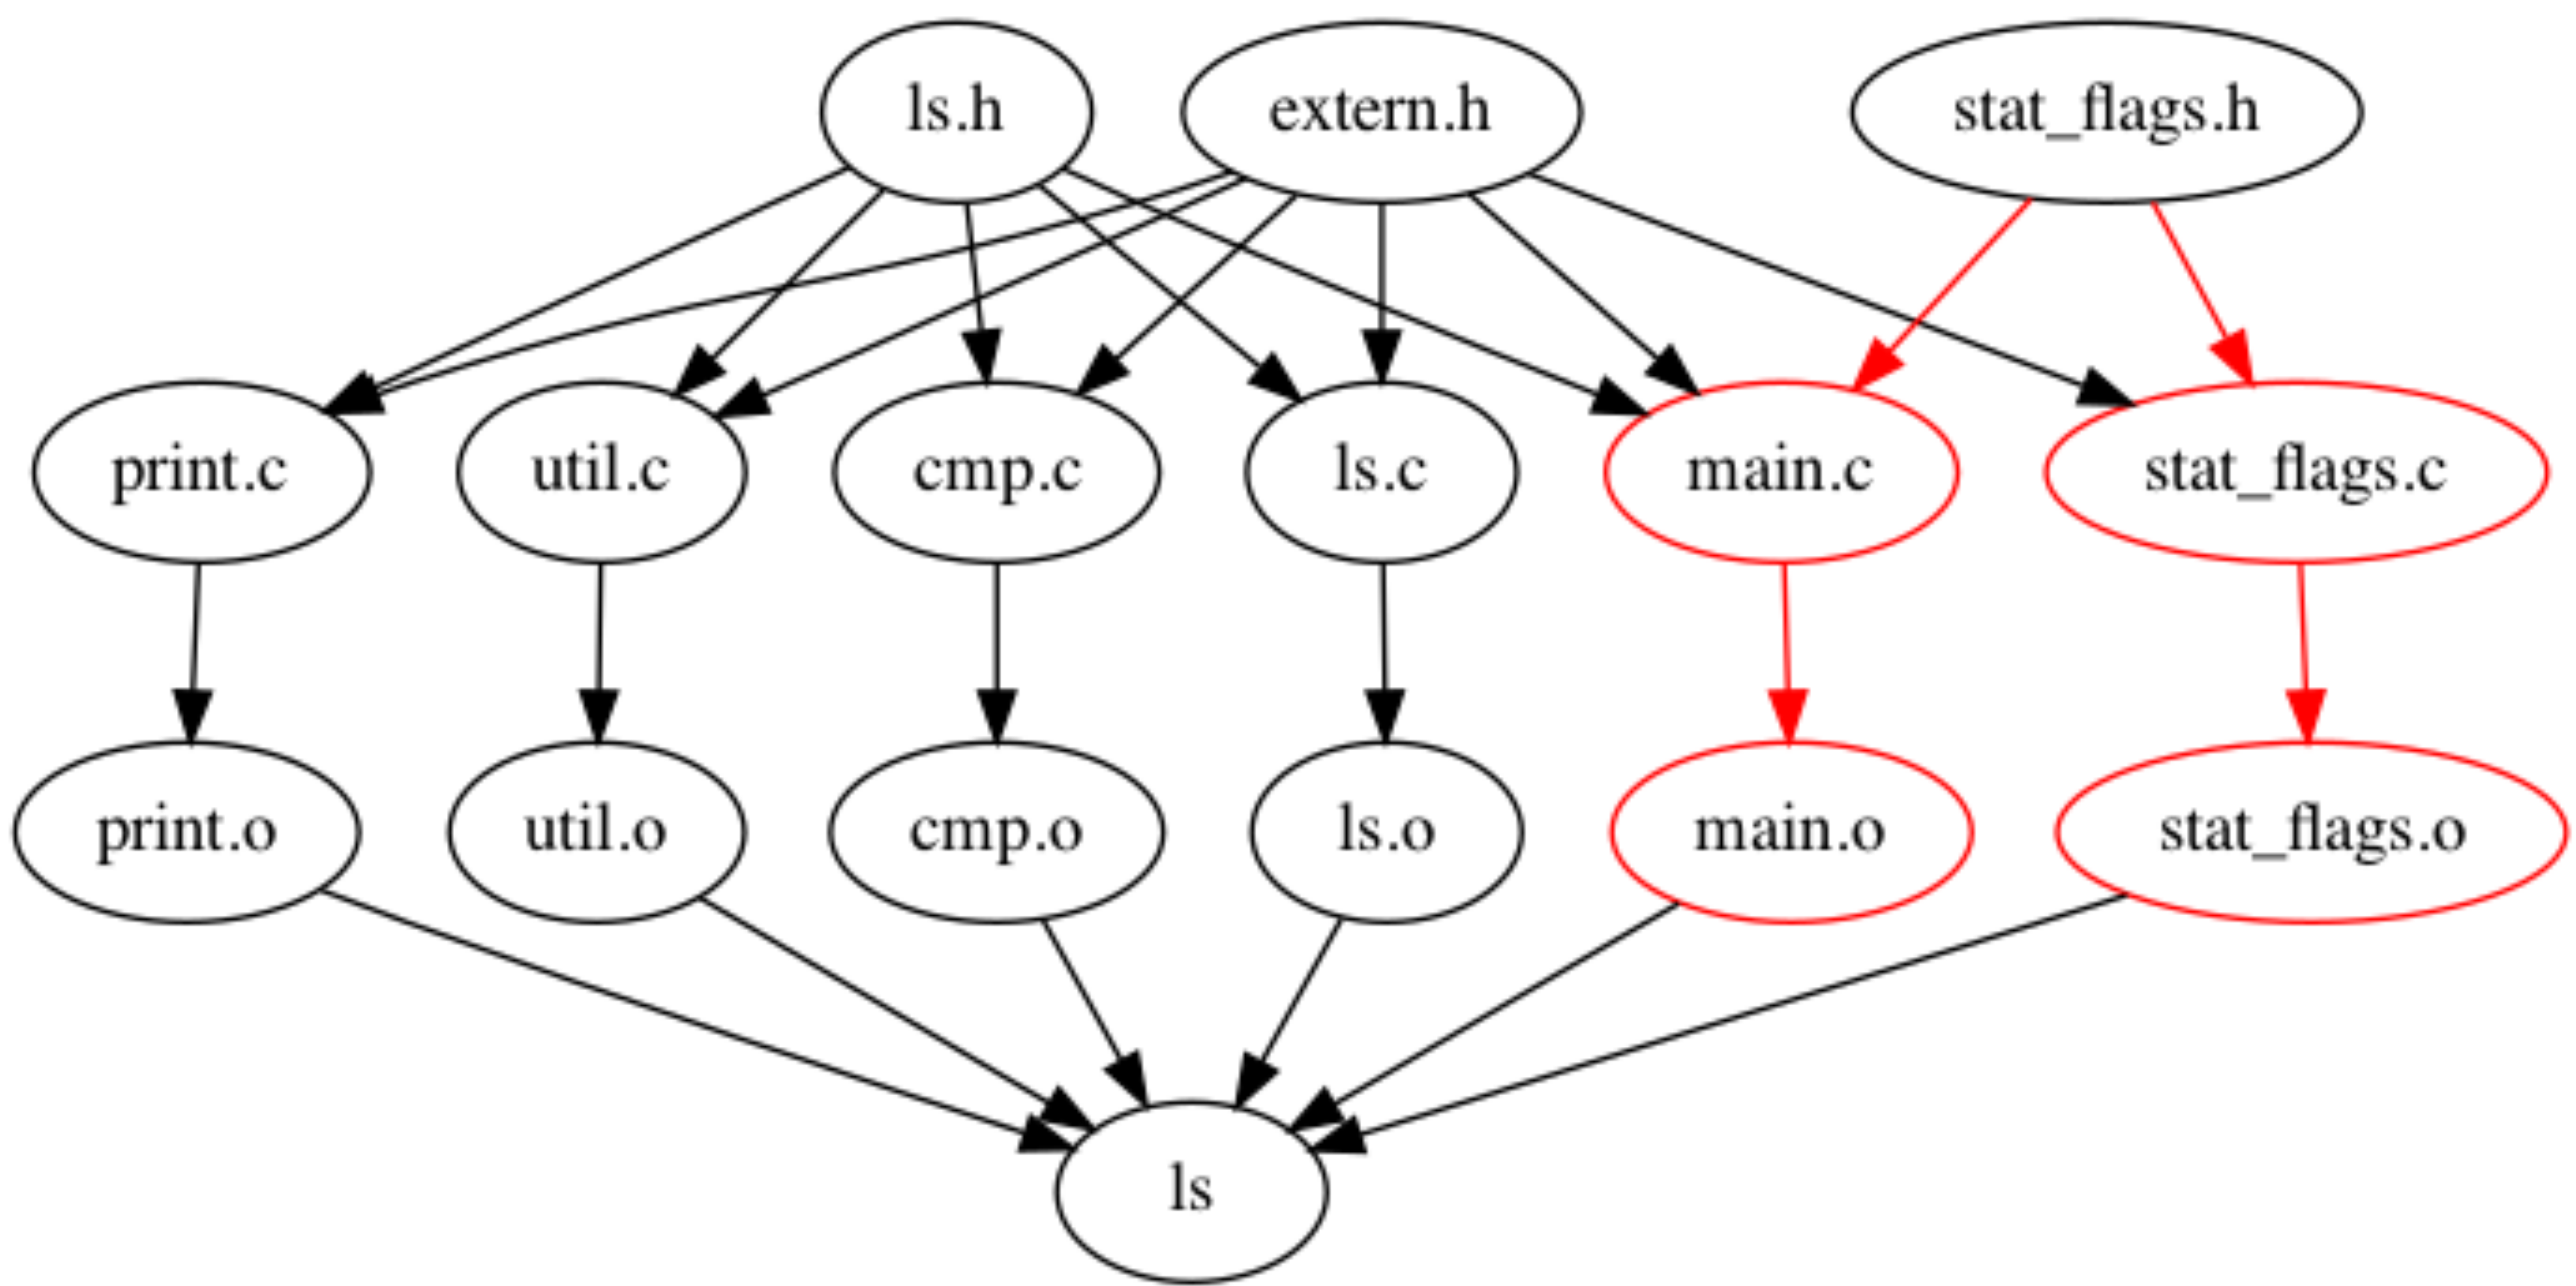 ls.h
extern.h
stat_flags.h
print.c
util.c
cmp.c
ls.c
main.c
stat_flags.c
print.o
util.o
cmp.o
ls.o
main.o
stat_flags.o
ls